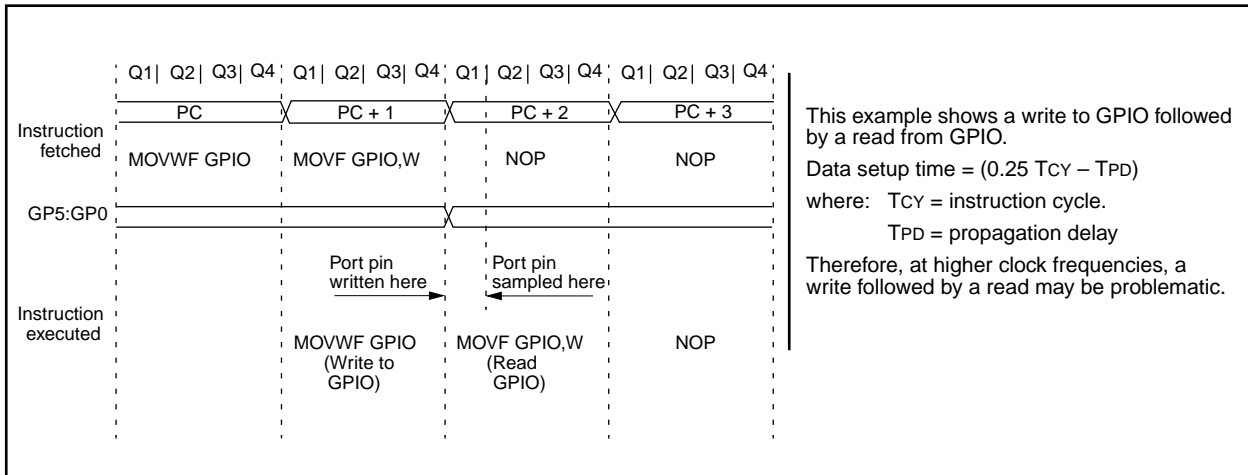 Q1| Q2| Q3| Q4 Q1| Q2| Q3| Q4 Q1| Q2| Q3| Q4 Q1| Q2| Q3| Q4
PC PC + 1 PC + 2 PC + 3
Instruction
fetched
MOVWF GPIO MOVF GPIO,W NOP NOP
GP5:GP0
Port pin
written here
Port pin
sampled here
Instruction
executed
MOVWF GPIO
(Write to
GPIO)
MOVF GPIO,W
(Read
GPIO)
NOP
This example shows a write to GPIO followed
by a read from GPIO.
Data setup time = (0.25 TCY – TPD)
where: TCY = instruction cycle.
TPD = propagation delay
Therefore, at higher clock frequencies, a
write followed by a read may be problematic.